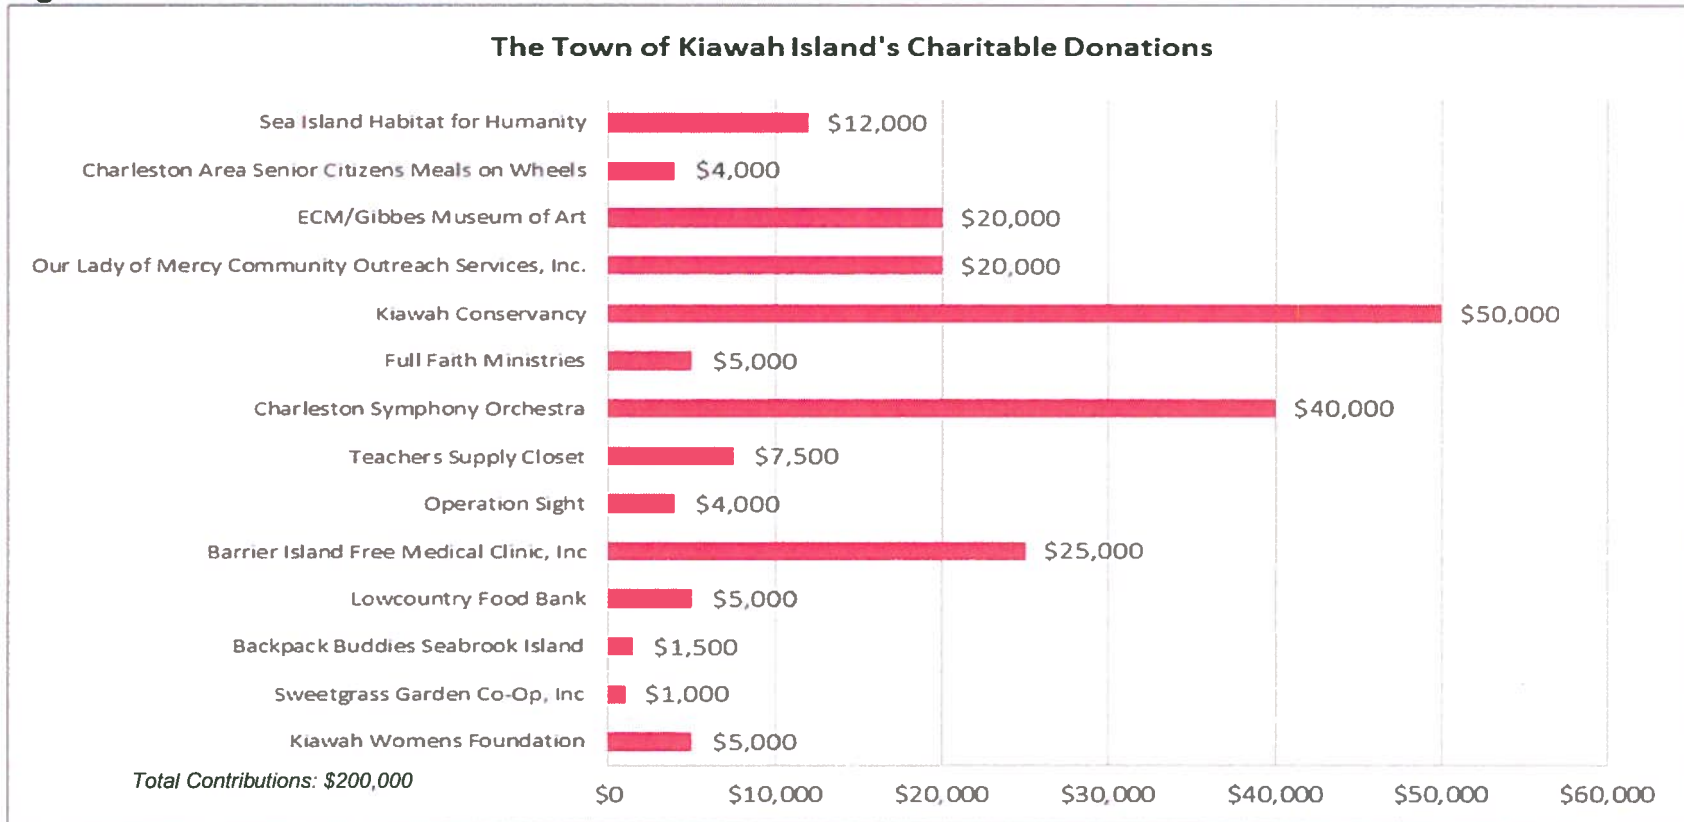 The Town of Kiawah Island's Charitable Donations
Sea Island Habitat for Humanity $12,000
Charleston Area Senior Citizens Meals on Wheels $4,000
ECM/Gibbes Museum of Art $20,000
Our Lady of Mercy Community Outreach Services, Inc. $20,000
Kiawah Conservancy $50,000
Full Faith Ministries $5,000
Charleston Symphony Orchestra $40,000
Teachers Supply Closet $7,500
Operation Sight $4,000
Barrier Island Free Medical Clinic, Inc $25,000
Lowcountry Food Bank $5,000
Backpack Buddies Seabrook Island $1,500
Sweetgrass Garden Co-Op, Inc $1,000
Kiawah Womens Foundation $5,000
Total Contributions: $200,000
$0 $10,000 $20,000 $30,000 $40,000 $50,000 $60,000